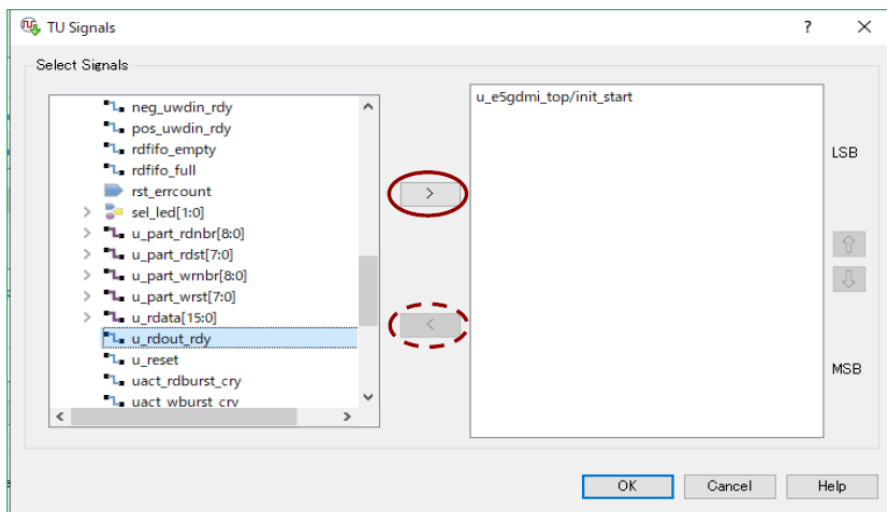 TU Signals
?
Select Signals
neg_uwdin_rdy
pos_uwdin_rdy
rdfifo_empty
rdfifo_full
rst_errcount
sel_led[1:0]
u_part_rdnbr[8:0]
u_part_rdst[7:0]
u_part_wrnbr[8:0]
u_part_wrst[7:0]
u_rdata[15:0]
u_rdout_rdy
u_reset
uact_rdburst_cry
uact_wburst_cry
>
<
u_e5gdmi_top/init_start
LSB
MSB
OK
Cancel
Help